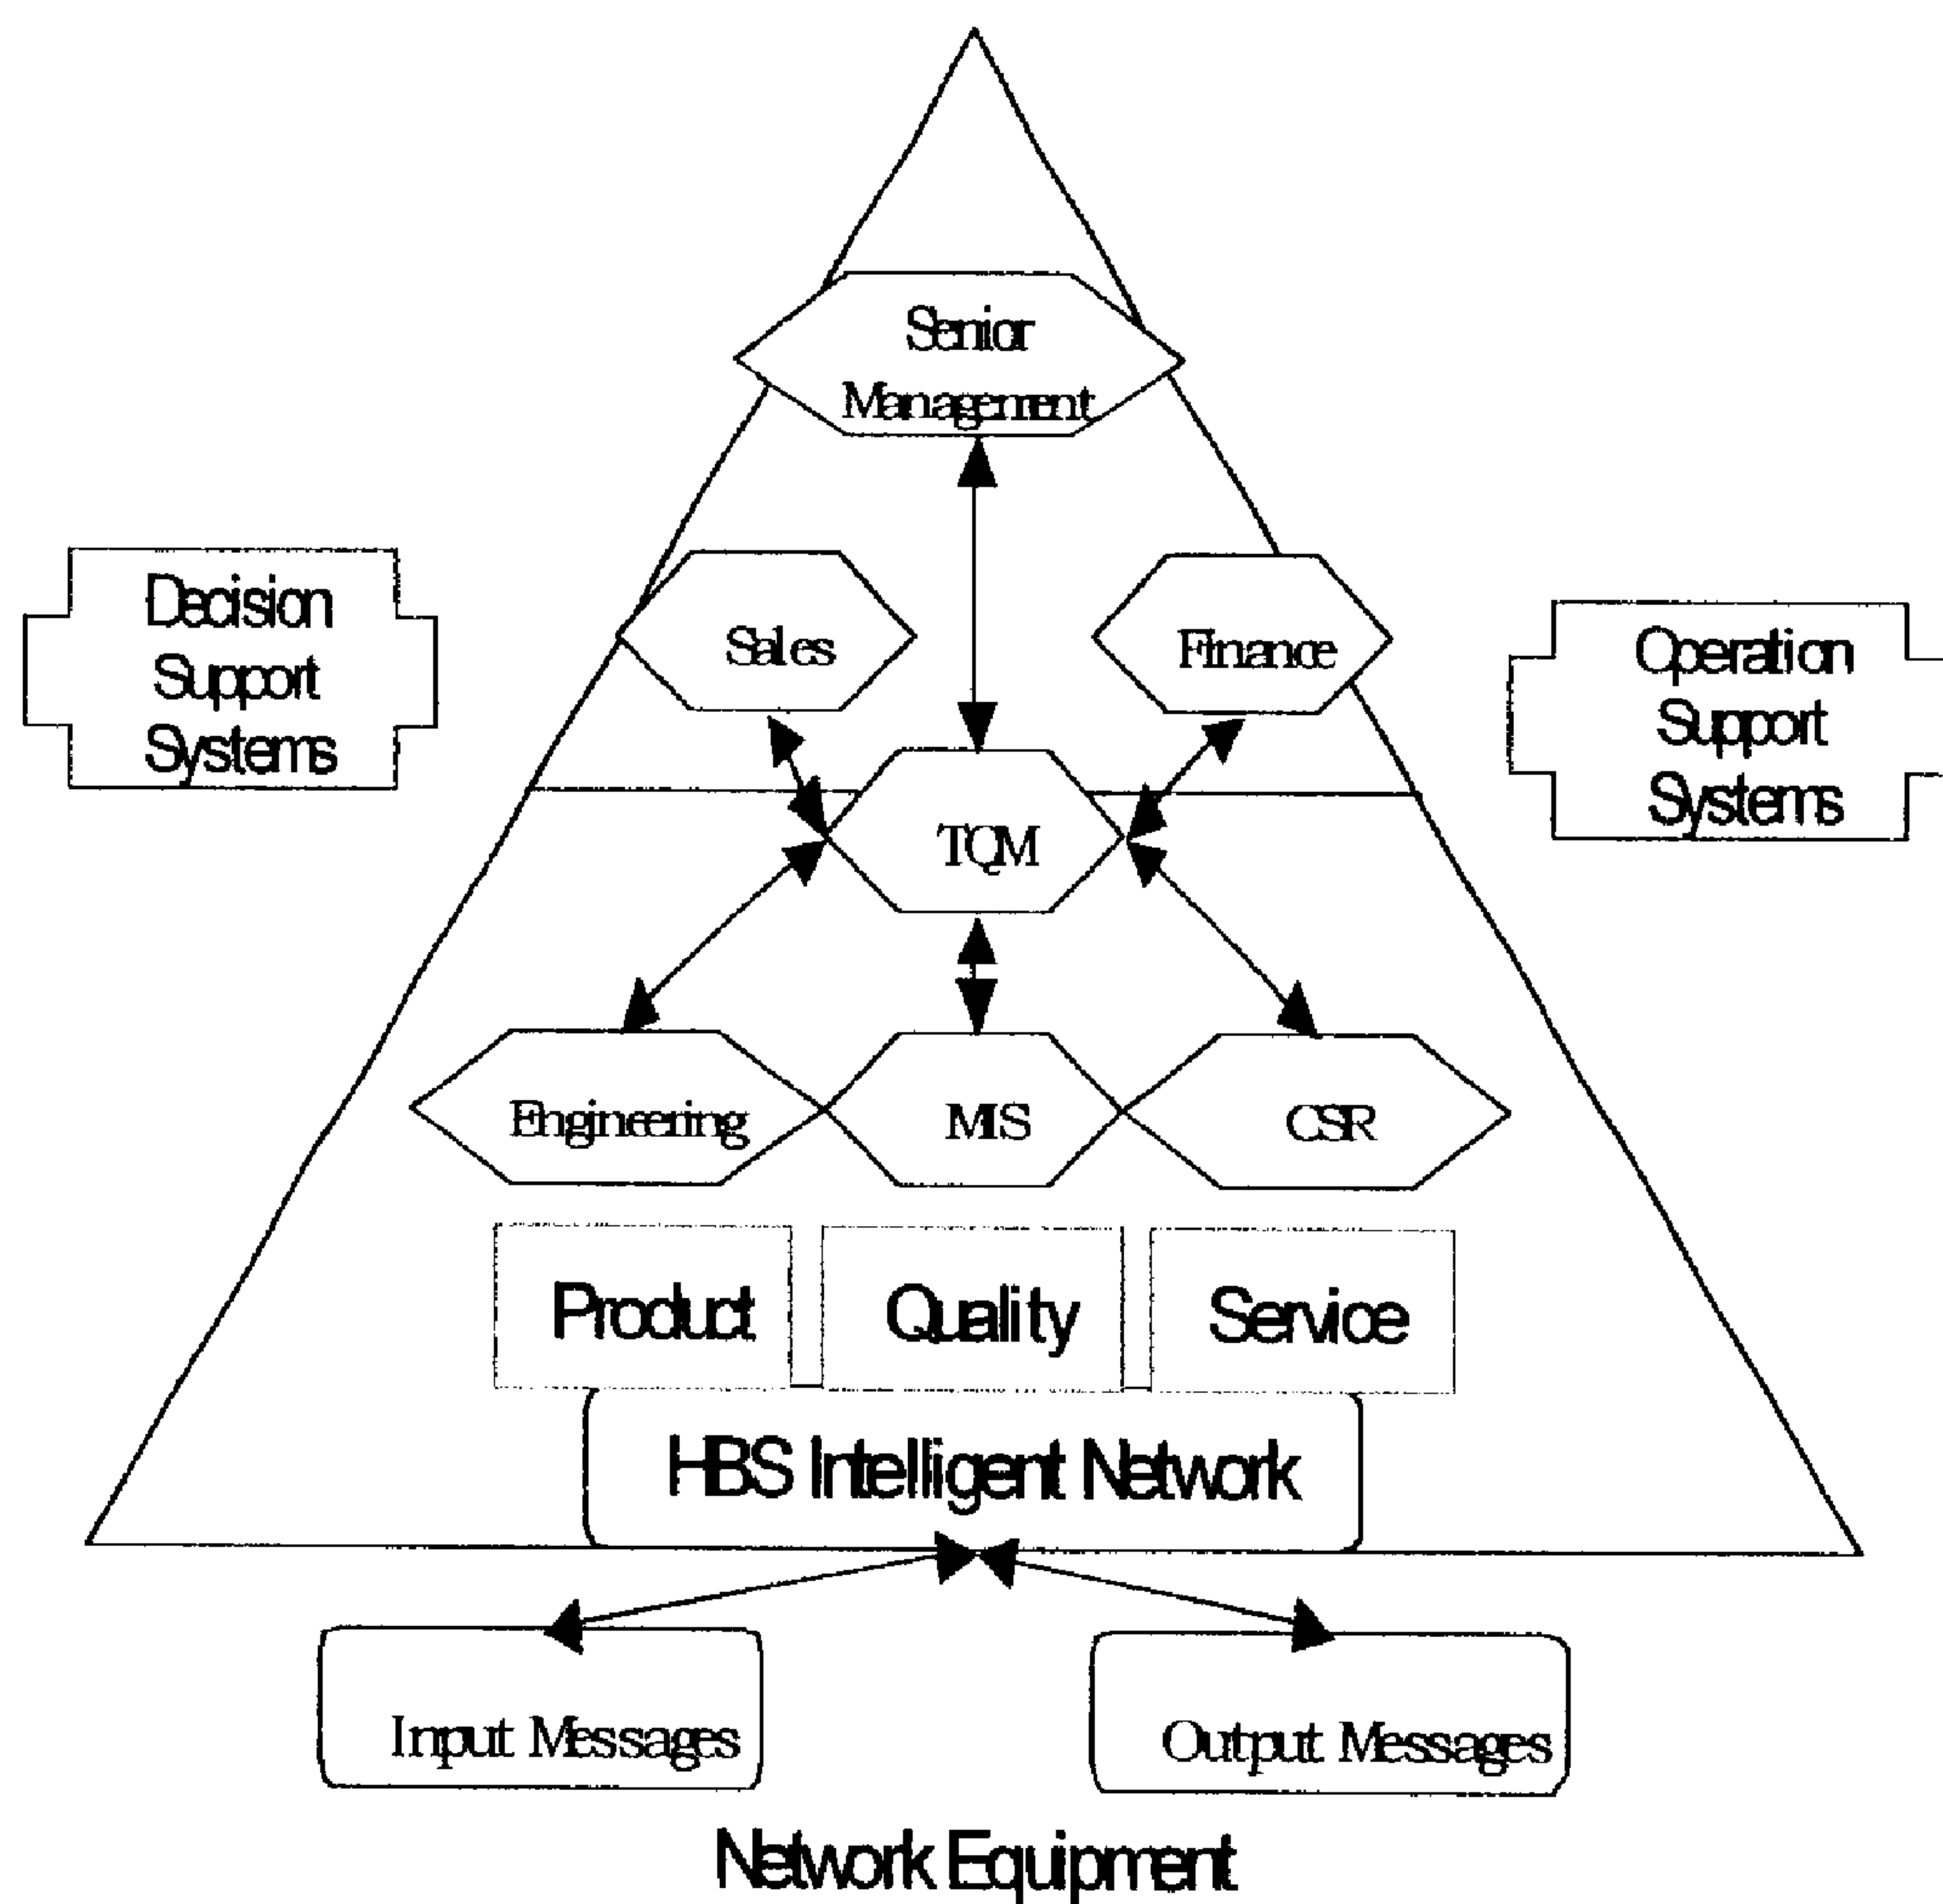 Senior
Management
Decision
Support
Systems
Sales
Finance
Operation
Support
Systems
TQM
Engineering
MIS
CSR
Product
Quality
Service
HBS Intelligent Network
Input Messages
Output Messages
Network Equipment